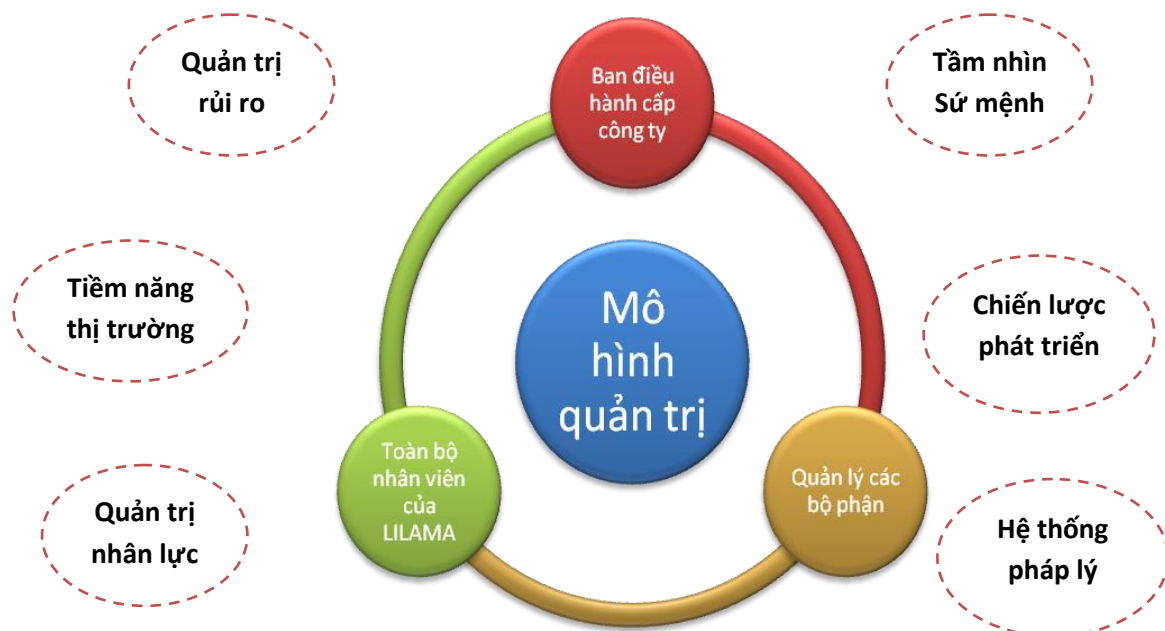 Quản trị
rủi ro
Ban điều
hành cấp
công ty
Tầm nhìn
Sứ mệnh
Tiềm năng
thị trường
Mô
hình
quản trị
Chiến lược
phát triển
Toàn bộ
nhân viên
của
LILAMA
Quản lý các
bộ phận
Quản trị
nhân lực
Hệ thống
pháp lý